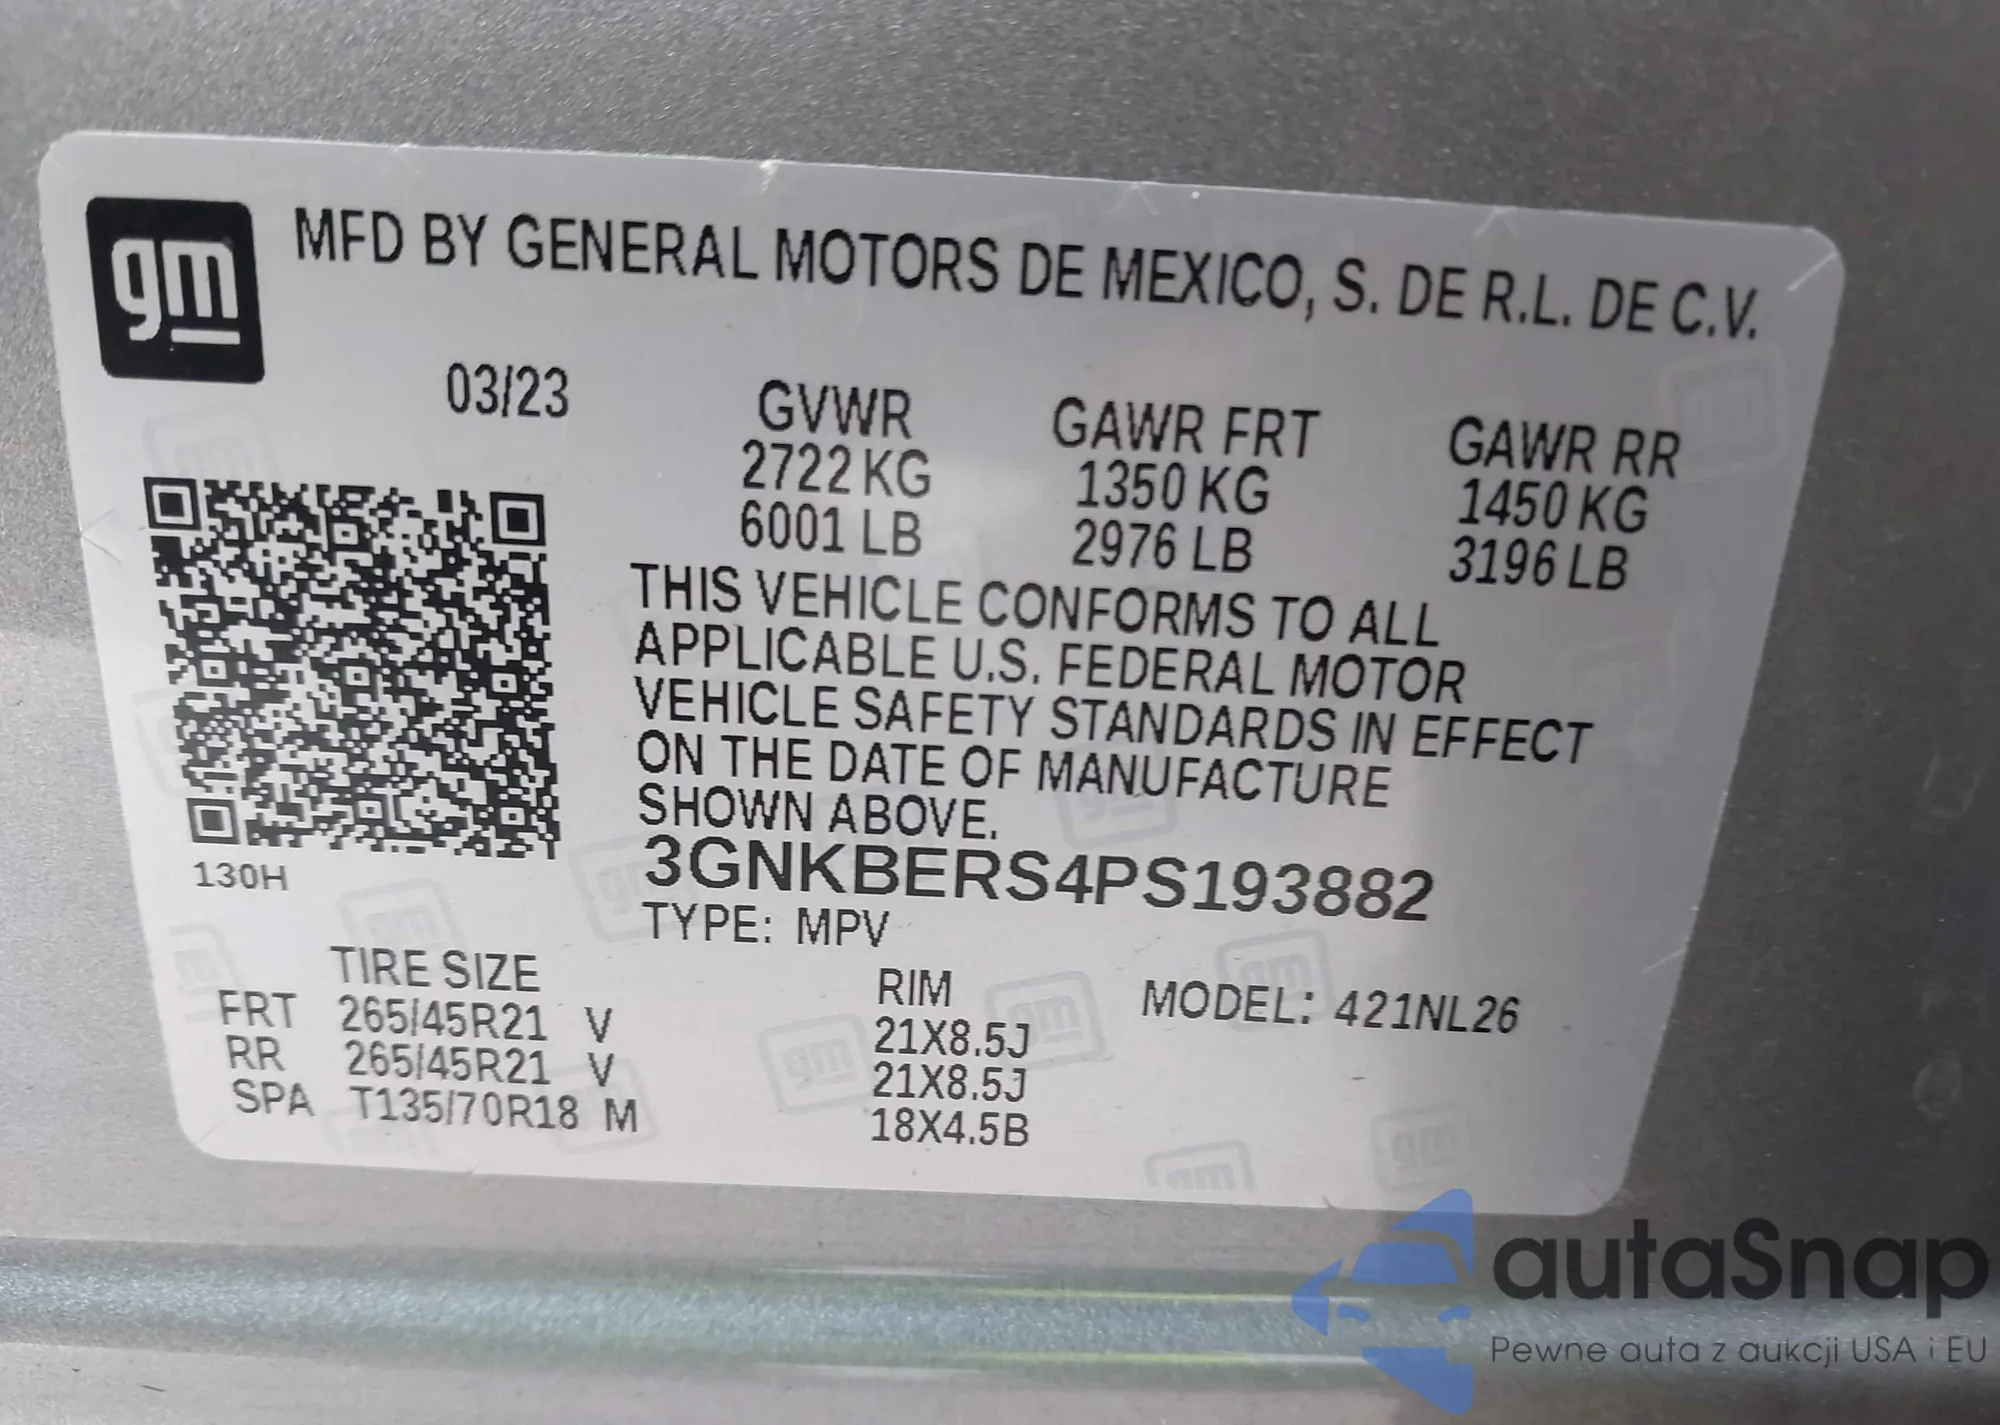 gm
MFD BY GENERAL MOTORS DE MEXICO, S. DE R.L. DE C.V.
03/23
GVWR GAWR FRT GAWR RR
2722 KG 1350 KG 1450 KG
6001 LB 2976 LB 3196 LB
THIS VEHICLE CONFORMS TO ALL
APPLICABLE U.S. FEDERAL MOTOR
VEHICLE SAFETY STANDARDS IN EFFECT
ON THE DATE OF MANUFACTURE
SHOWN ABOVE.
130H
3GNKBERS4PS193882
TYPE: MPV
TIRE SIZE RIM MODEL: 421NL26
FRT 265/45R21 V 21X8.5J
RR 265/45R21 V 21X8.5J
SPA T135/70R18 M 18X4.5B
autaSnap
Pewne auta z aukcji USA i EU